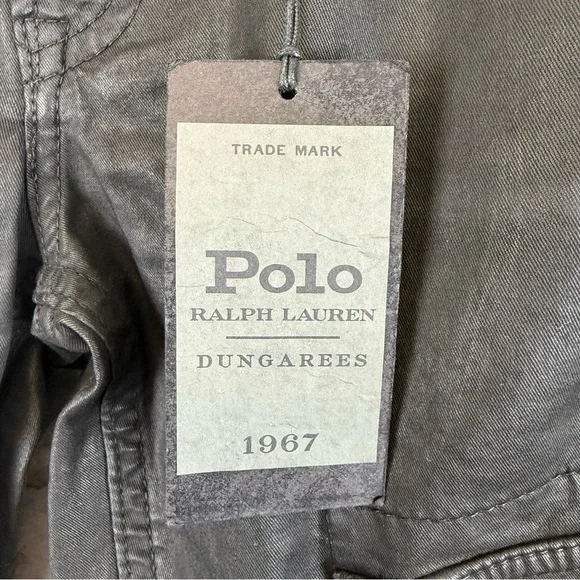 TRADE MARK
Polo
RALPH LAUREN
DUNGAREES
1967